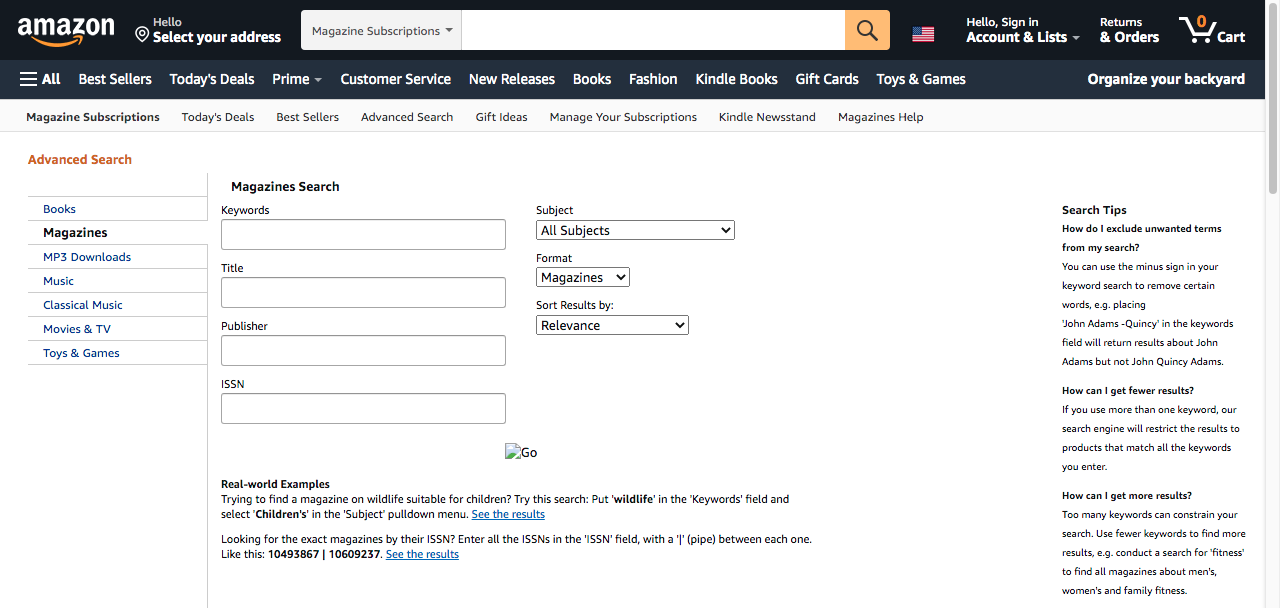 amazon
Hello
Select your address
Magazine Subscriptions
Hello, Sign in
Account & Lists
Returns
& Orders
0
Cart
All
Best Sellers
Today's Deals
Prime
Customer Service
New Releases
Books
Fashion
Kindle Books
Gift Cards
Toys & Games
Organize your backyard
Magazine Subscriptions
Today's Deals
Best Sellers
Advanced Search
Gift Ideas
Manage Your Subscriptions
Kindle Newsstand
Magazines Help
Advanced Search
Books
Magazines
MP3 Downloads
Music
Classical Music
Movies & TV
Toys & Games
Magazines Search
Keywords
Title
Publisher
ISSN
Subject
All Subjects
Format
Magazines
Sort Results by:
Relevance
Go
Real-world Examples
Trying to find a magazine on wildlife suitable for children? Try this search: Put 'wildlife' in the 'Keywords' field and
select 'Children's' in the 'Subject' pulldown menu. See the results
Looking for the exact magazines by their ISSN? Enter all the ISSNs in the 'ISSN' field, with a '|' (pipe) between each one.
Like this: 10493867 | 10609237. See the results
Search Tips
How do I exclude unwanted terms
from my search?
You can use the minus sign in your
keyword search to remove certain
words, e.g. placing
'John Adams -Quincy' in the keywords
field will return results about John
Adams but not John Quincy Adams.
How can I get fewer results?
If you use more than one keyword, our
search engine will restrict the results to
products that match all the keywords
you enter.
How can I get more results?
Too many keywords can constrain your
search. Use fewer keywords to find more
results, e.g. conduct a search for 'fitness'
to find all magazines about men's,
women's and family fitness.